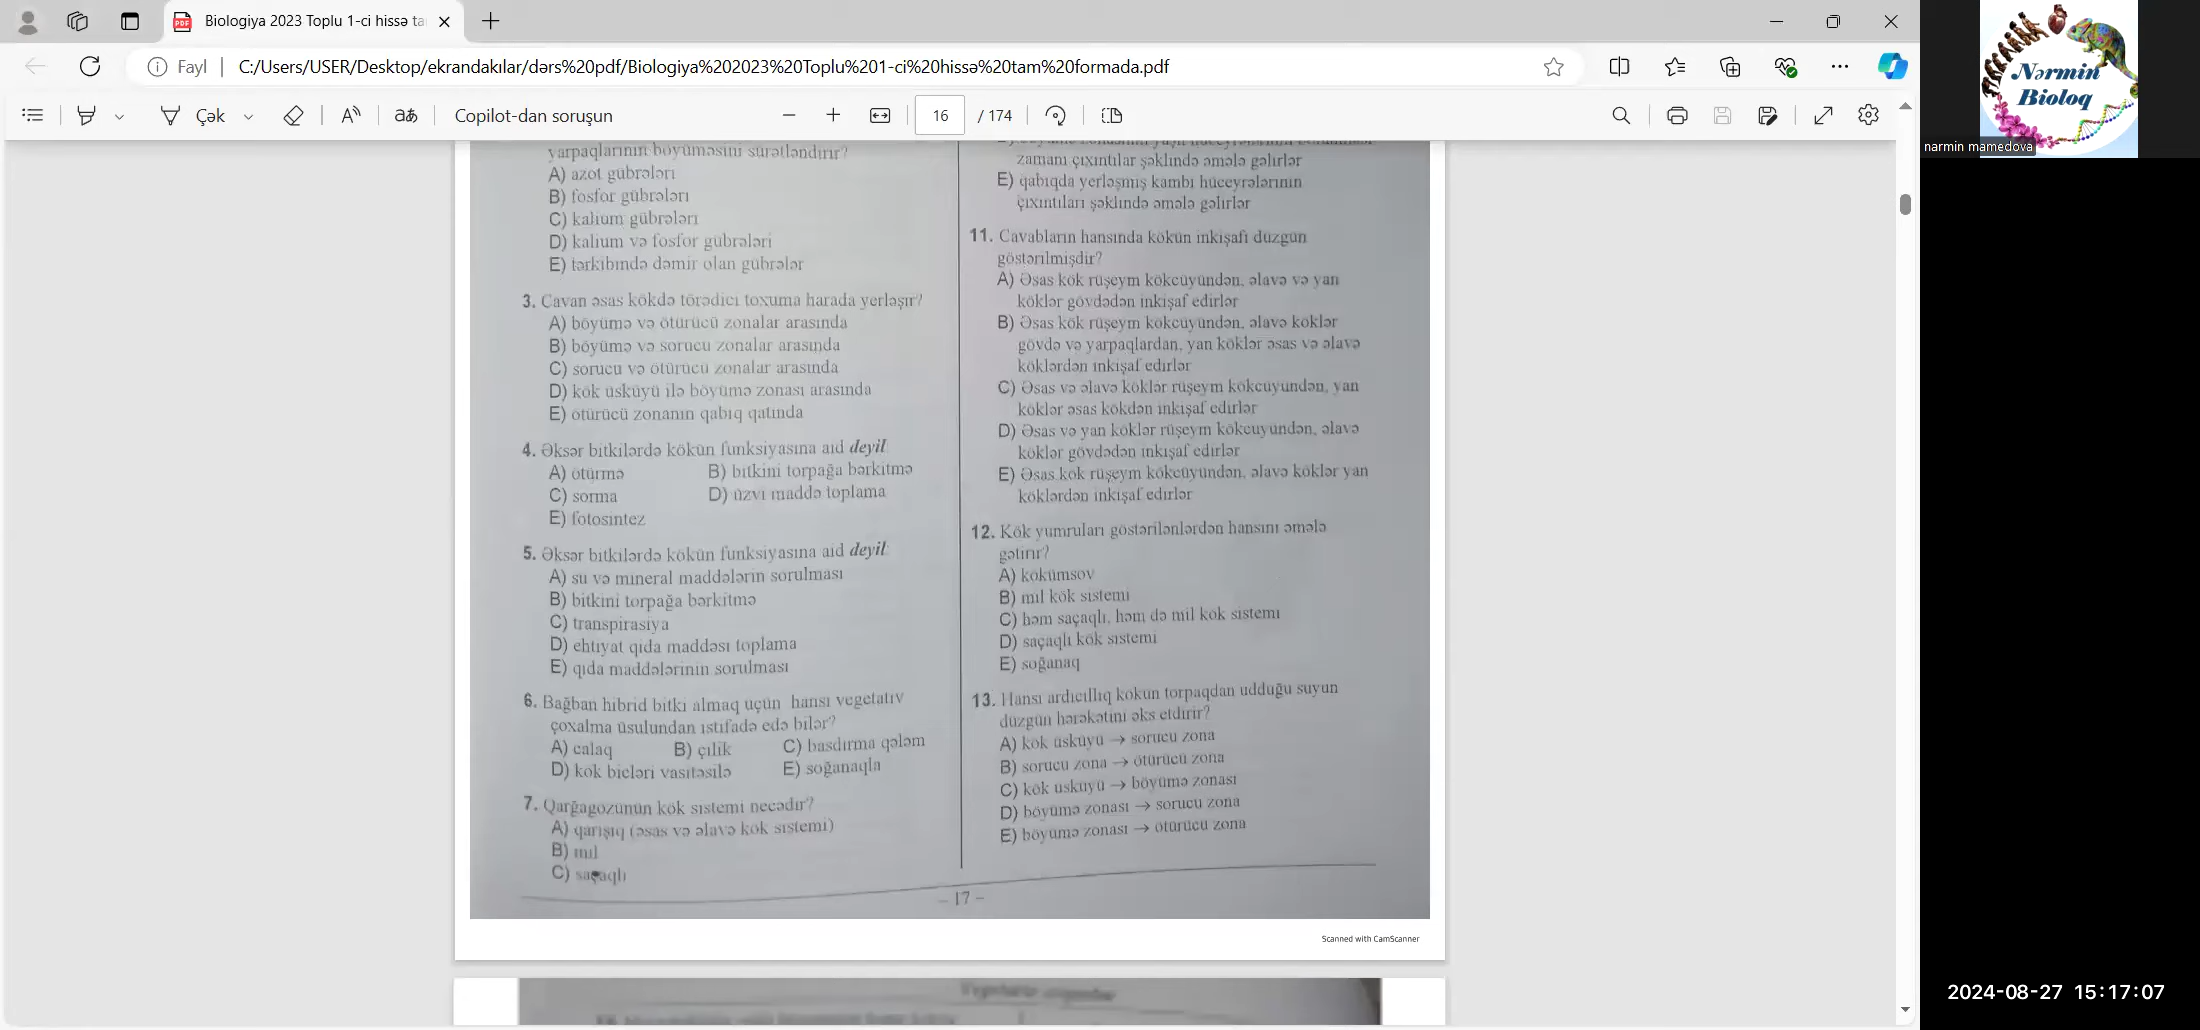 Biologiya 2023 Toplu 1-ci hissə ta
Fayl
C:/Users/USER/Desktop/ekrandakılar/dərs%20pdf/Biologiya%202023%20Toplu%201-ci%20hissə%20tam%20formada.pdf
Çək
Copilot-dan soruşun
16 / 174
yarpaqlarının böyüməsini sürətləndirir?
A) azot gübrələri
B) fosfor gübrələri
C) kalium gübrələri
D) kalium və fosfor gübrələri
E) tərkibində dəmir olan gübrələr
3. Cavan əsas kökdə törədici toxuma harada yerləşir?
A) böyümə və ötürücü zonalar arasında
B) böyümə və sorucu zonalar arasında
C) sorucu və ötürücü zonalar arasında
D) kök üsküyü ilə böyümə zonası arasında
E) ötürücü zonanın qabıq qatında
4. Əksər bitkilərdə kökün funksiyasına aid deyil
A) ötürmə B) bitkini torpağa bərkitmə
C) sorma D) üzvi maddə toplama
E) fotosintez
5. Əksər bitkilərdə kökün funksiyasına aid deyil:
A) su və mineral maddələrin sorulması
B) bitkini torpağa bərkitmə
C) transpirasiya
D) ehtiyat qida maddəsi toplama
E) qida maddələrinin sorulması
6. Bağban hibrid bitki almaq üçün hansı vegetativ
çoxalma üsulundan istifadə edə bilər?
A) calaq B) çilik C) basdırma qələm
D) kök bicləri vasitəsilə E) soğanaqla
7. Qarğagözünün kök sistemi necədir?
A) qarışıq (əsas və əlavə kök sistemi)
B) mil
C) saçaqlı
zamanı çıxıntılar şəklində əmələ gəlirlər
E) qabıqda yerləşmiş kambi hüceyrələrinin
çıxıntıları şəklində əmələ gəlirlər
11. Cavabların hansında kökün inkişafı düzgün
göstərilmişdir?
A) Əsas kök rüşeym kökcüyündən, əlavə və yan
köklər gövdədən inkişaf edirlər
B) Əsas kök rüşeym kökcüyündən, əlavə köklər
gövdə və yarpaqlardan, yan köklər əsas və əlavə
köklərdən inkişaf edirlər
C) Əsas və əlavə köklər rüşeym kökcüyündən, yan
köklər əsas kökdən inkişaf edirlər
D) Əsas və yan köklər rüşeym kökcüyündən, əlavə
köklər gövdədən inkişaf edirlər
E) Əsas kök rüşeym kökcüyündən, əlavə köklər yan
köklərdən inkişaf edirlər
12. Kök yumruları göstərilənlərdən hansını əmələ
gətirir?
A) kökümsov
B) mil kök sistemi
C) həm saçaqlı, həm də mil kök sistemi
D) saçaqlı kök sistemi
E) soğanaq
13. Hansı ardıcıllıq kökün torpaqdan udduğu suyun
düzgün hərəkətini əks etdirir?
A) kök üsküyü → sorucu zona
B) sorucu zona → ötürücü zona
C) kök üsküyü → böyümə zonası
D) böyümə zonası → sorucu zona
E) böyümə zonası → ötürücü zona
– 17 –
Scanned with CamScanner
Nərmin
Bioloq
narmin mamedova
2024-08-27 15:17:07